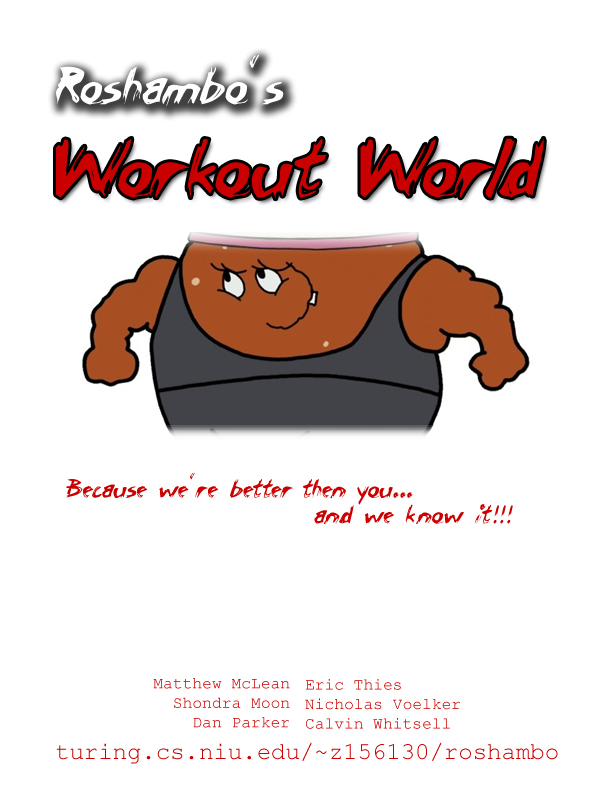 Roshambo's
Workout World
Because we're better then you...
and we know it!!!
Matthew McLean Eric Thies
Shondra Moon Nicholas Voelker
Dan Parker Calvin Whitsell
turing.cs.niu.edu/~z156130/roshambo